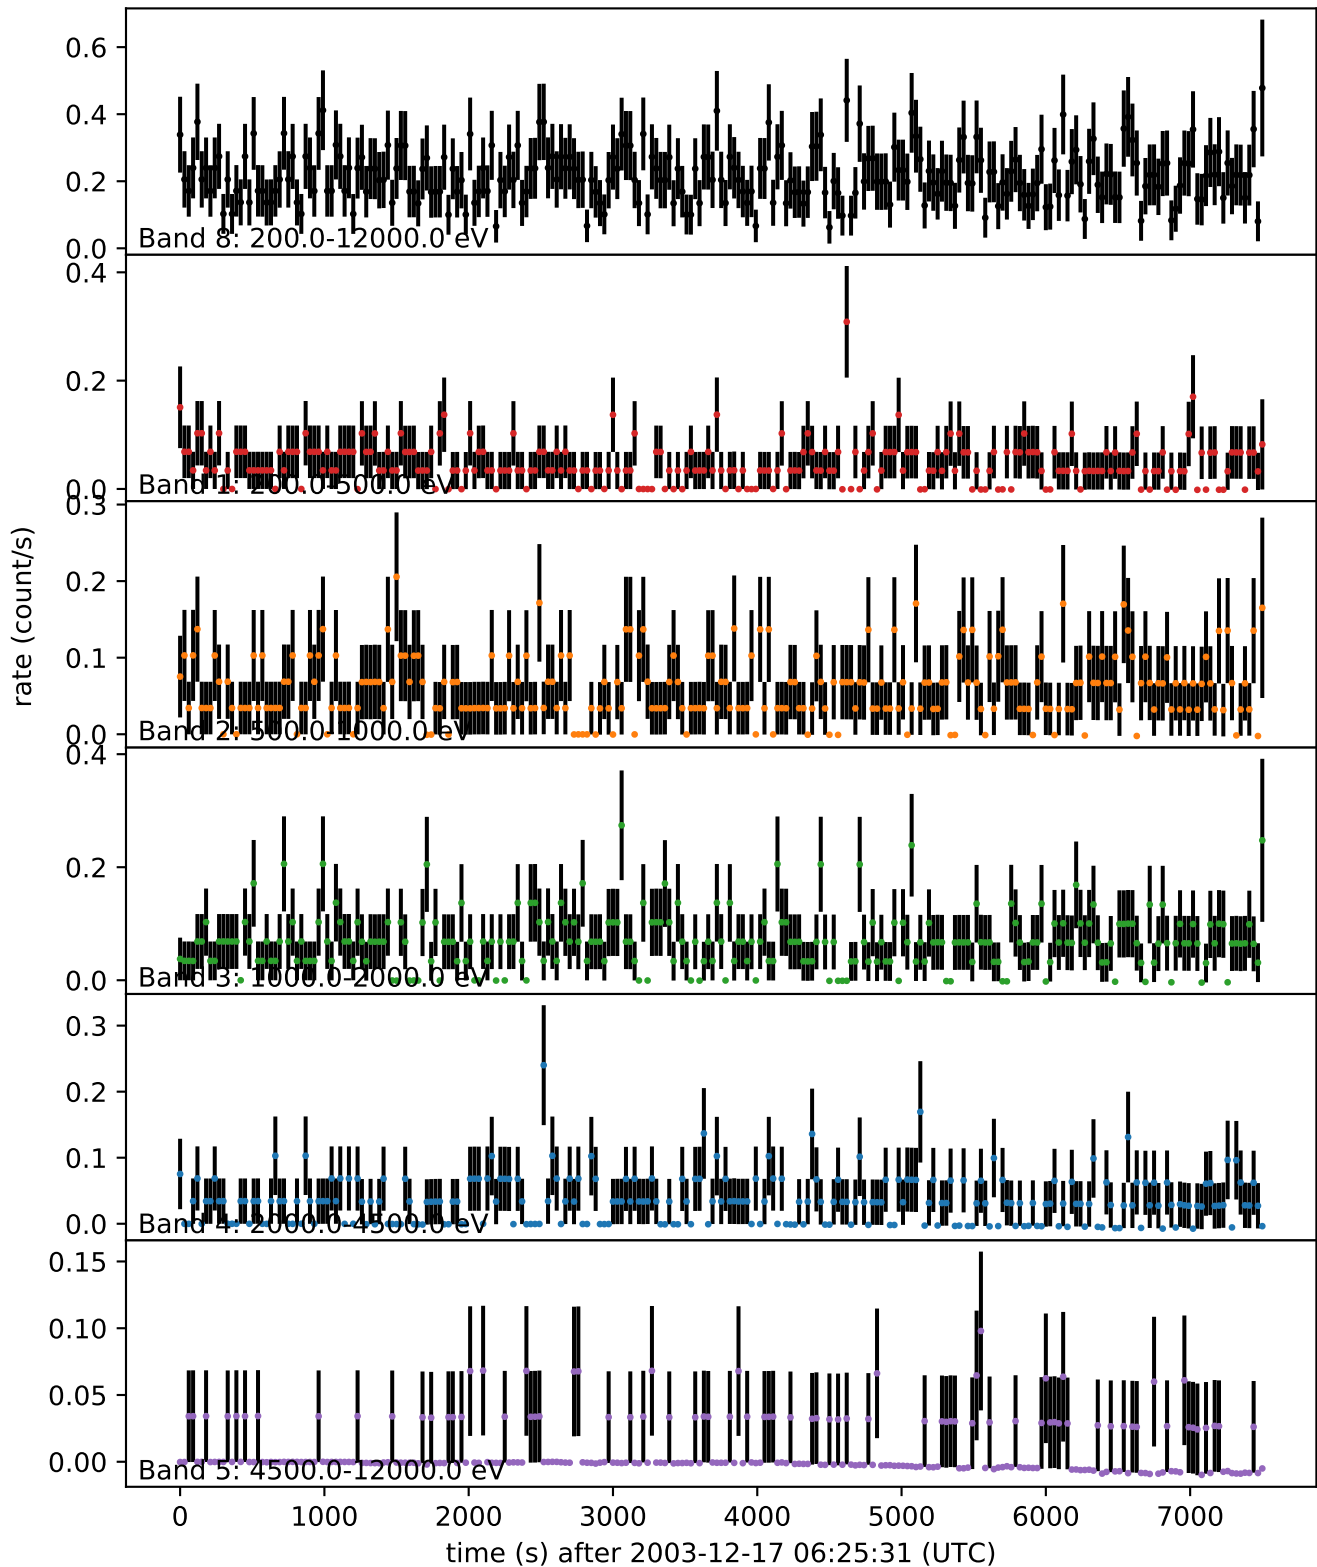 0.6
0.4
0.2
0.0
Band 8: 200.0-12000.0 eV
0.4
0.2
0.0
Band 1: 200.0-500.0 eV
0.3
0.2
0.1
0.0
Band 2: 500.0-1000.0 eV
0.4
0.2
0.0
Band 3: 1000.0-2000.0 eV
0.3
0.2
0.1
0.0
Band 4: 2000.0-4500.0 eV
0.15
0.10
0.05
0.00
Band 5: 4500.0-12000.0 eV
rate (count/s)
0 1000 2000 3000 4000 5000 6000 7000
time (s) after 2003-12-17 06:25:31 (UTC)